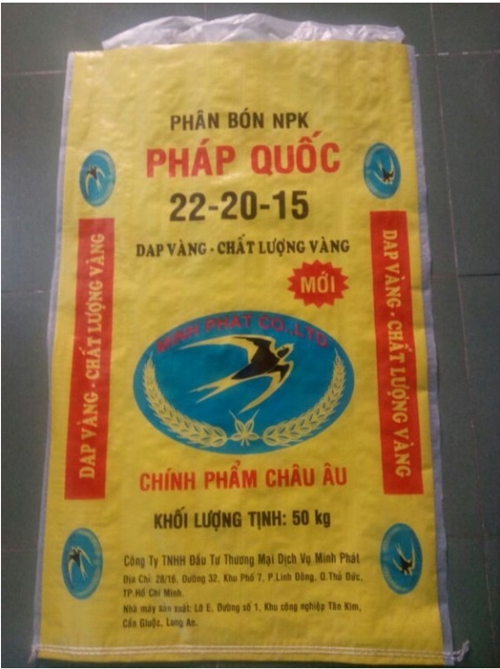 PHÂN BÓN NPK
PHÁP QUỐC
22-20-15
DAP VÀNG - CHẤT LƯỢNG VÀNG
MỚI
MINH PHAT CO.,LTD
DAP VÀNG - CHẤT LƯỢNG VÀNG
DAP VÀNG - CHẤT LƯỢNG VÀNG
CHÍNH PHẨM CHÂU ÂU
KHỐI LƯỢNG TỊNH: 50 kg
Công Ty TNHH Đầu Tư Thương Mại Dịch Vụ Minh Phát
Địa Chỉ: 28/16, Đường 32, Khu Phố 7, P.Linh Đông, Q.Thủ Đức,
TP.Hồ Chí Minh.
Nhà máy sản xuất: Lô E, Đường số 1, Khu công nghiệp Tân Kim,
Cần Giuộc, Long An.